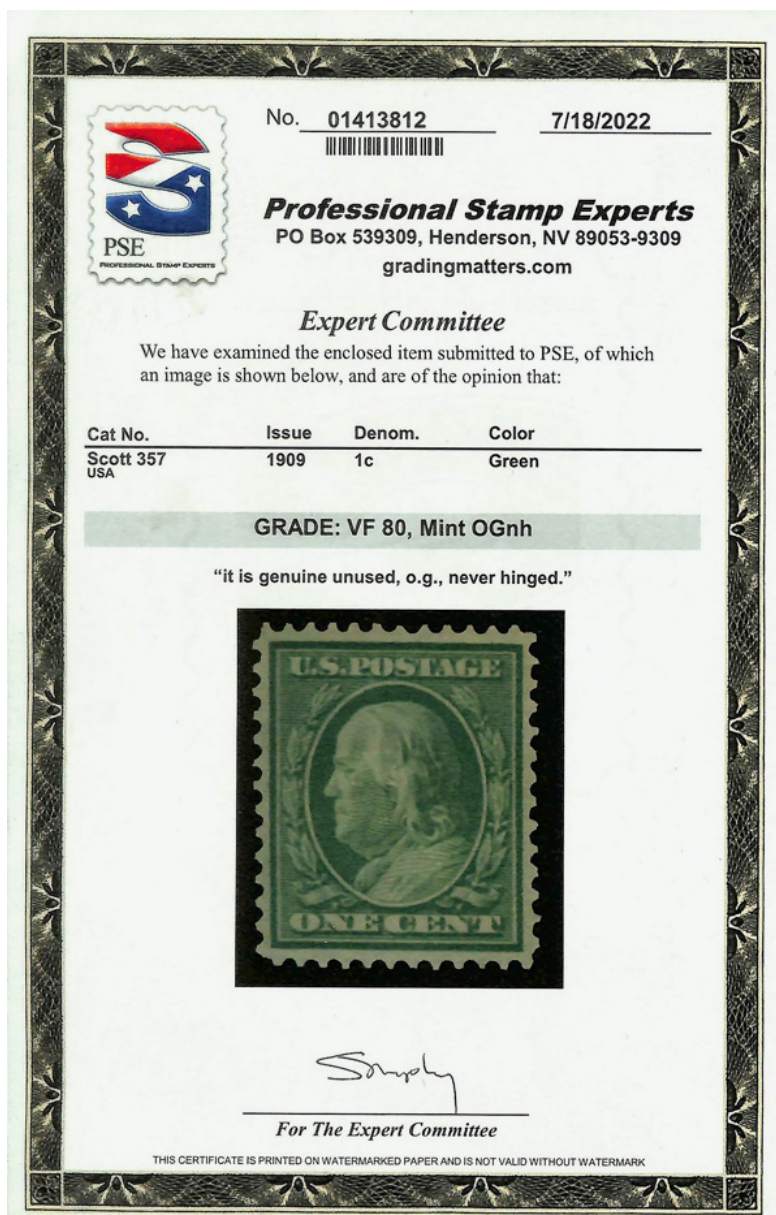 No. 01413812 7/18/2022
PSE
PROFESSIONAL STAMP EXPERTS
Professional Stamp Experts
PO Box 539309, Henderson, NV 89053-9309
gradingmatters.com
Expert Committee
We have examined the enclosed item submitted to PSE, of which
an image is shown below, and are of the opinion that:
Cat No. Issue Denom. Color
Scott 357 1909 1c Green
USA
GRADE: VF 80, Mint OGnh
“it is genuine unused, o.g., never hinged.”
U.S.POSTAGE
ONE CENT
For The Expert Committee
THIS CERTIFICATE IS PRINTED ON WATERMARKED PAPER AND IS NOT VALID WITHOUT WATERMARK